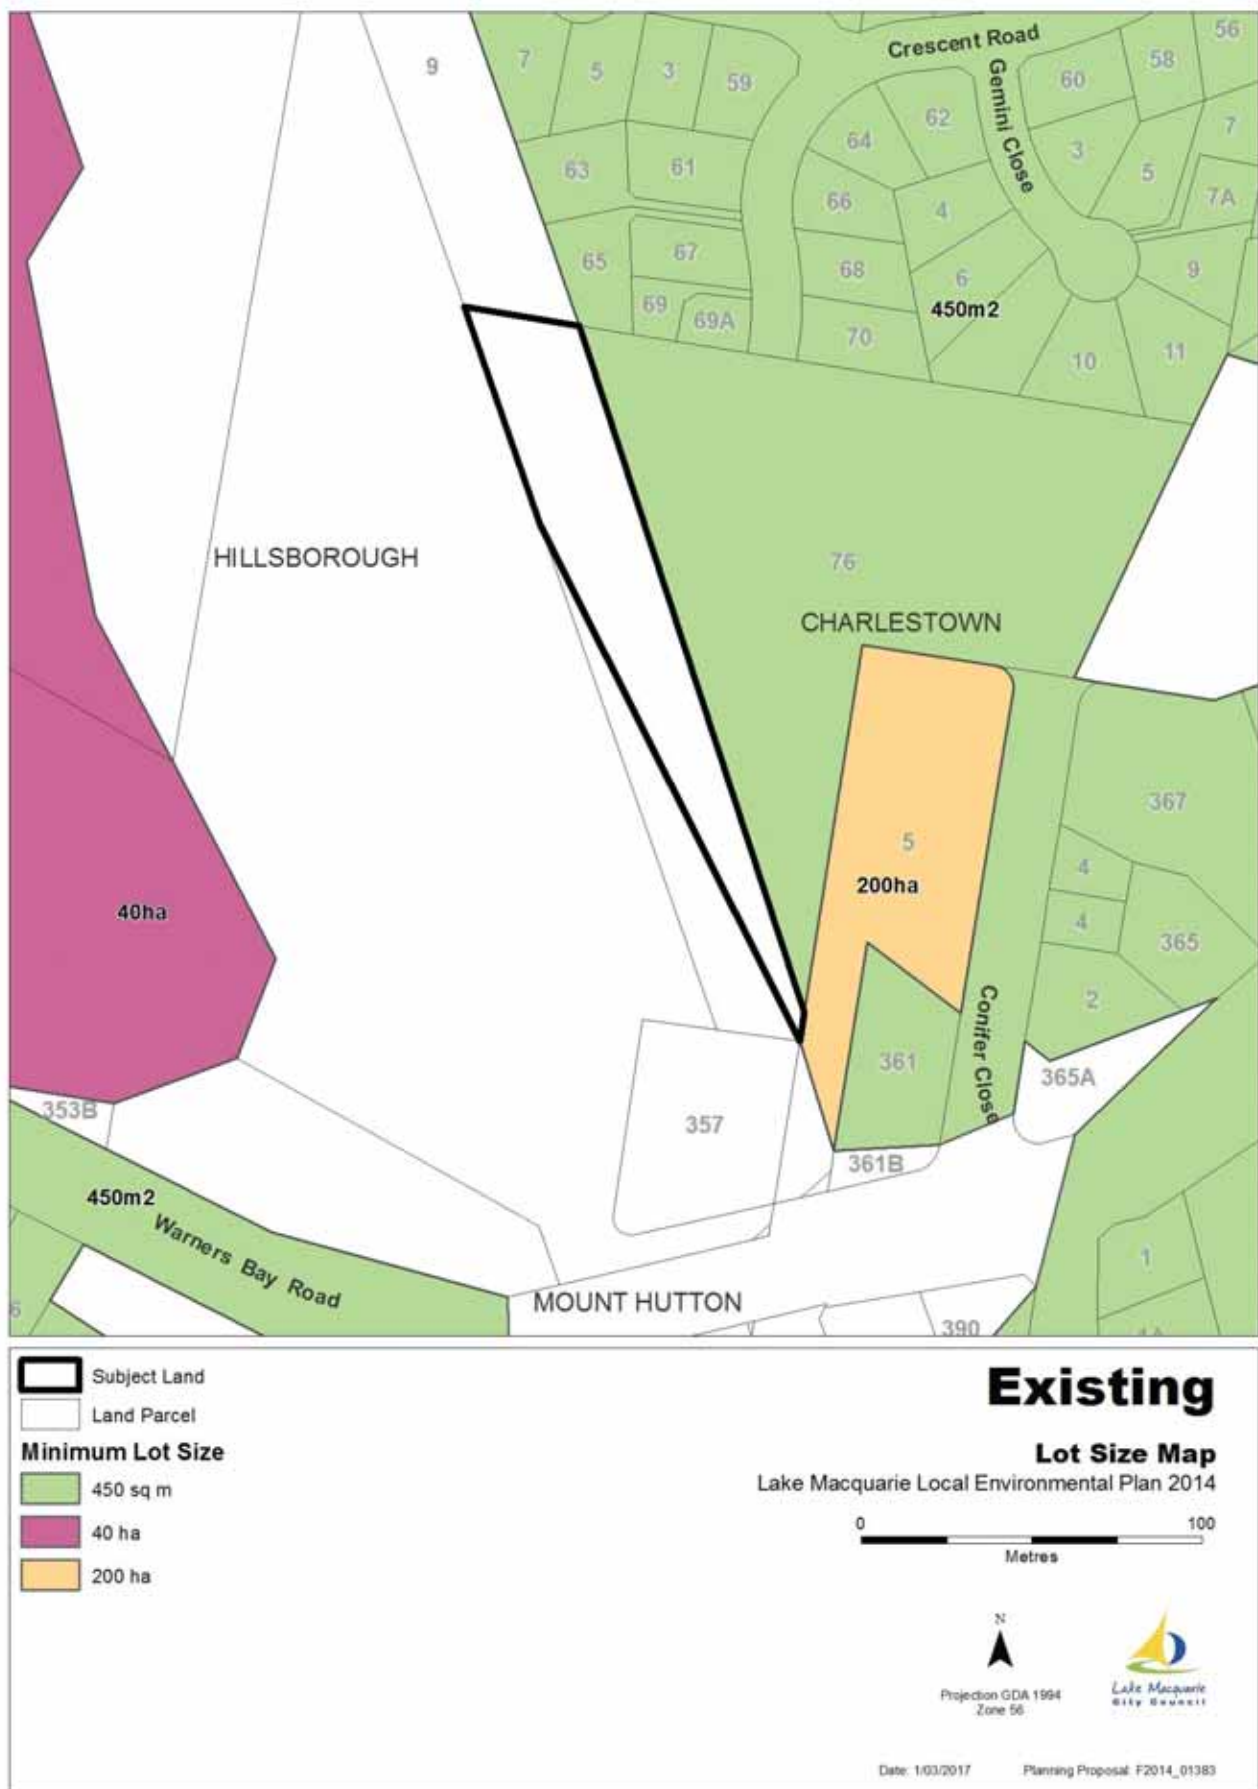 Crescent Road
56
58
9
7
5
3
59
60
Gemini Close
62
64
7
3
63
61
5
7A
66
4
65
67
68
9
6
69
69A
450m2
70
10
11
HILLSBOROUGH
76
CHARLESTOWN
367
5
4
200ha
40ha
4
365
2
Conifer Close
361
365A
353B
357
361B
450m2
Warners Bay Road
1
MOUNT HUTTON
6
390
1A
Subject Land
Land Parcel
Minimum Lot Size
450 sq m
40 ha
200 ha
Existing
Lot Size Map
Lake Macquarie Local Environmental Plan 2014
0 100
Metres
N
Projection GDA 1994
Zone 56
Lake Macquarie
City Council
Date: 1/03/2017 Planning Proposal: F2014_01383